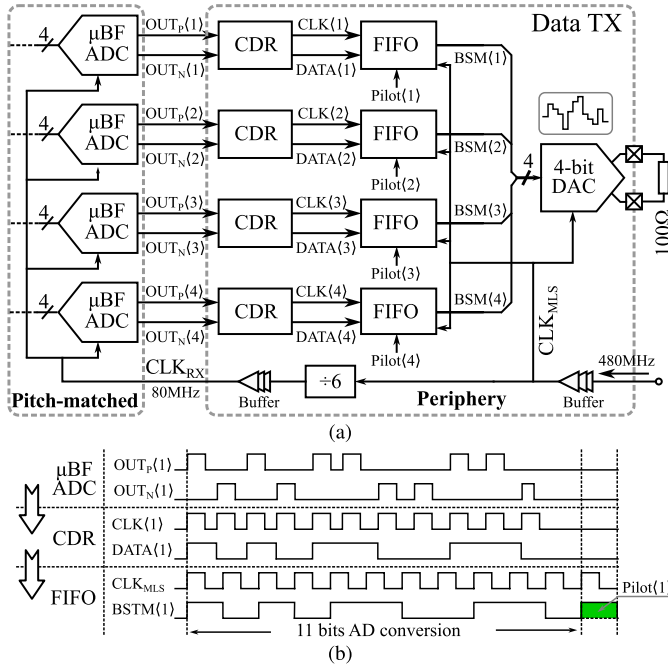 Data TX
4
µBF
ADC
OUTP⟨1⟩
OUTN⟨1⟩
CDR
CLK⟨1⟩
DATA⟨1⟩
FIFO
Pilot⟨1⟩
BSM⟨1⟩
4
µBF
ADC
OUTP⟨2⟩
OUTN⟨2⟩
CDR
CLK⟨2⟩
DATA⟨2⟩
FIFO
Pilot⟨2⟩
BSM⟨2⟩
4
4-bit
DAC
100Ω
4
µBF
ADC
OUTP⟨3⟩
OUTN⟨3⟩
CDR
CLK⟨3⟩
DATA⟨3⟩
FIFO
Pilot⟨3⟩
BSM⟨3⟩
4
µBF
ADC
OUTP⟨4⟩
OUTN⟨4⟩
CDR
CLK⟨4⟩
DATA⟨4⟩
FIFO
Pilot⟨4⟩
BSM⟨4⟩
CLKMLS
CLKRX
80MHz
Buffer
÷6
480MHz
Buffer
Pitch-matched
Periphery
(a)
µBF
ADC
OUTP⟨1⟩
OUTN⟨1⟩
CDR
CLK⟨1⟩
DATA⟨1⟩
FIFO
CLKMLS
BSTM⟨1⟩
Pilot⟨1⟩
11 bits AD conversion
(b)